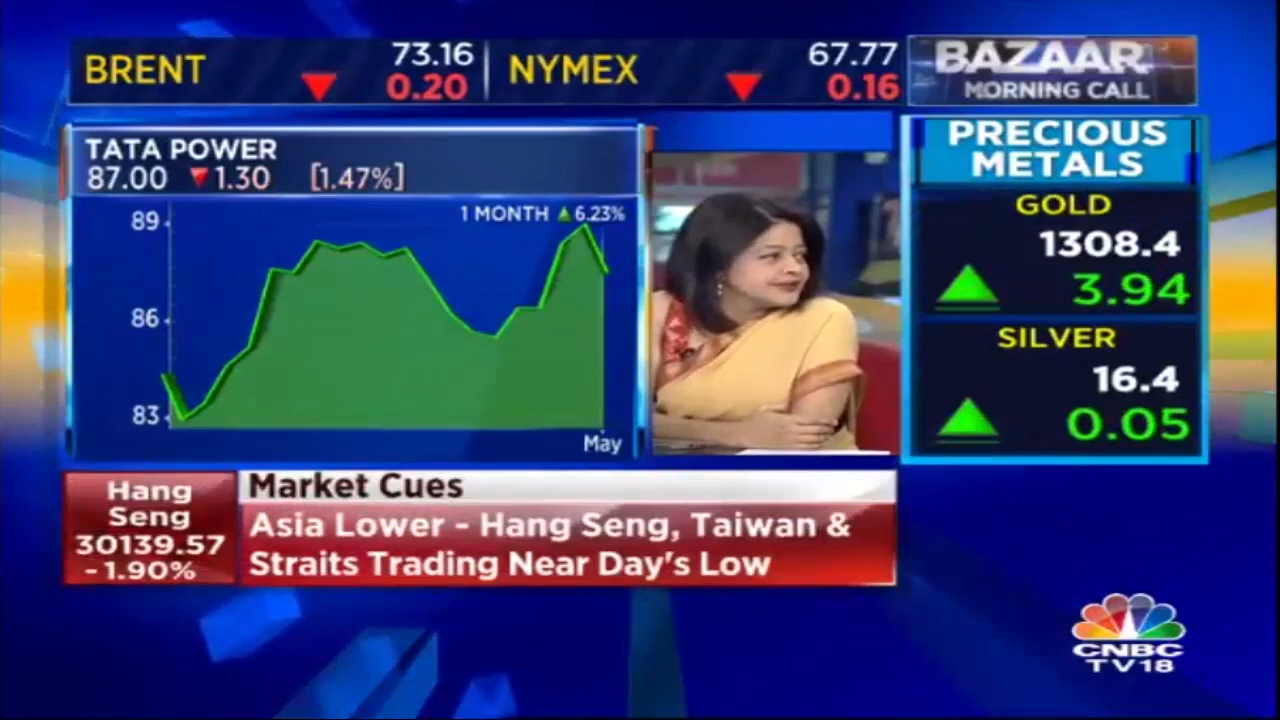 BRENT
73.16
▼ 0.20
NYMEX
67.77
▼ 0.16
BAZAAR
MORNING CALL
TATA POWER
87.00 ▼1.30 [1.47%]
1 MONTH ▲6.23%
89
86
83
May
PRECIOUS
METALS
GOLD
1308.4
▲ 3.94
SILVER
16.4
▲ 0.05
Hang
Seng
30139.57
-1.90%
Market Cues
Asia Lower - Hang Seng, Taiwan &
Straits Trading Near Day's Low
CNBC
TV18